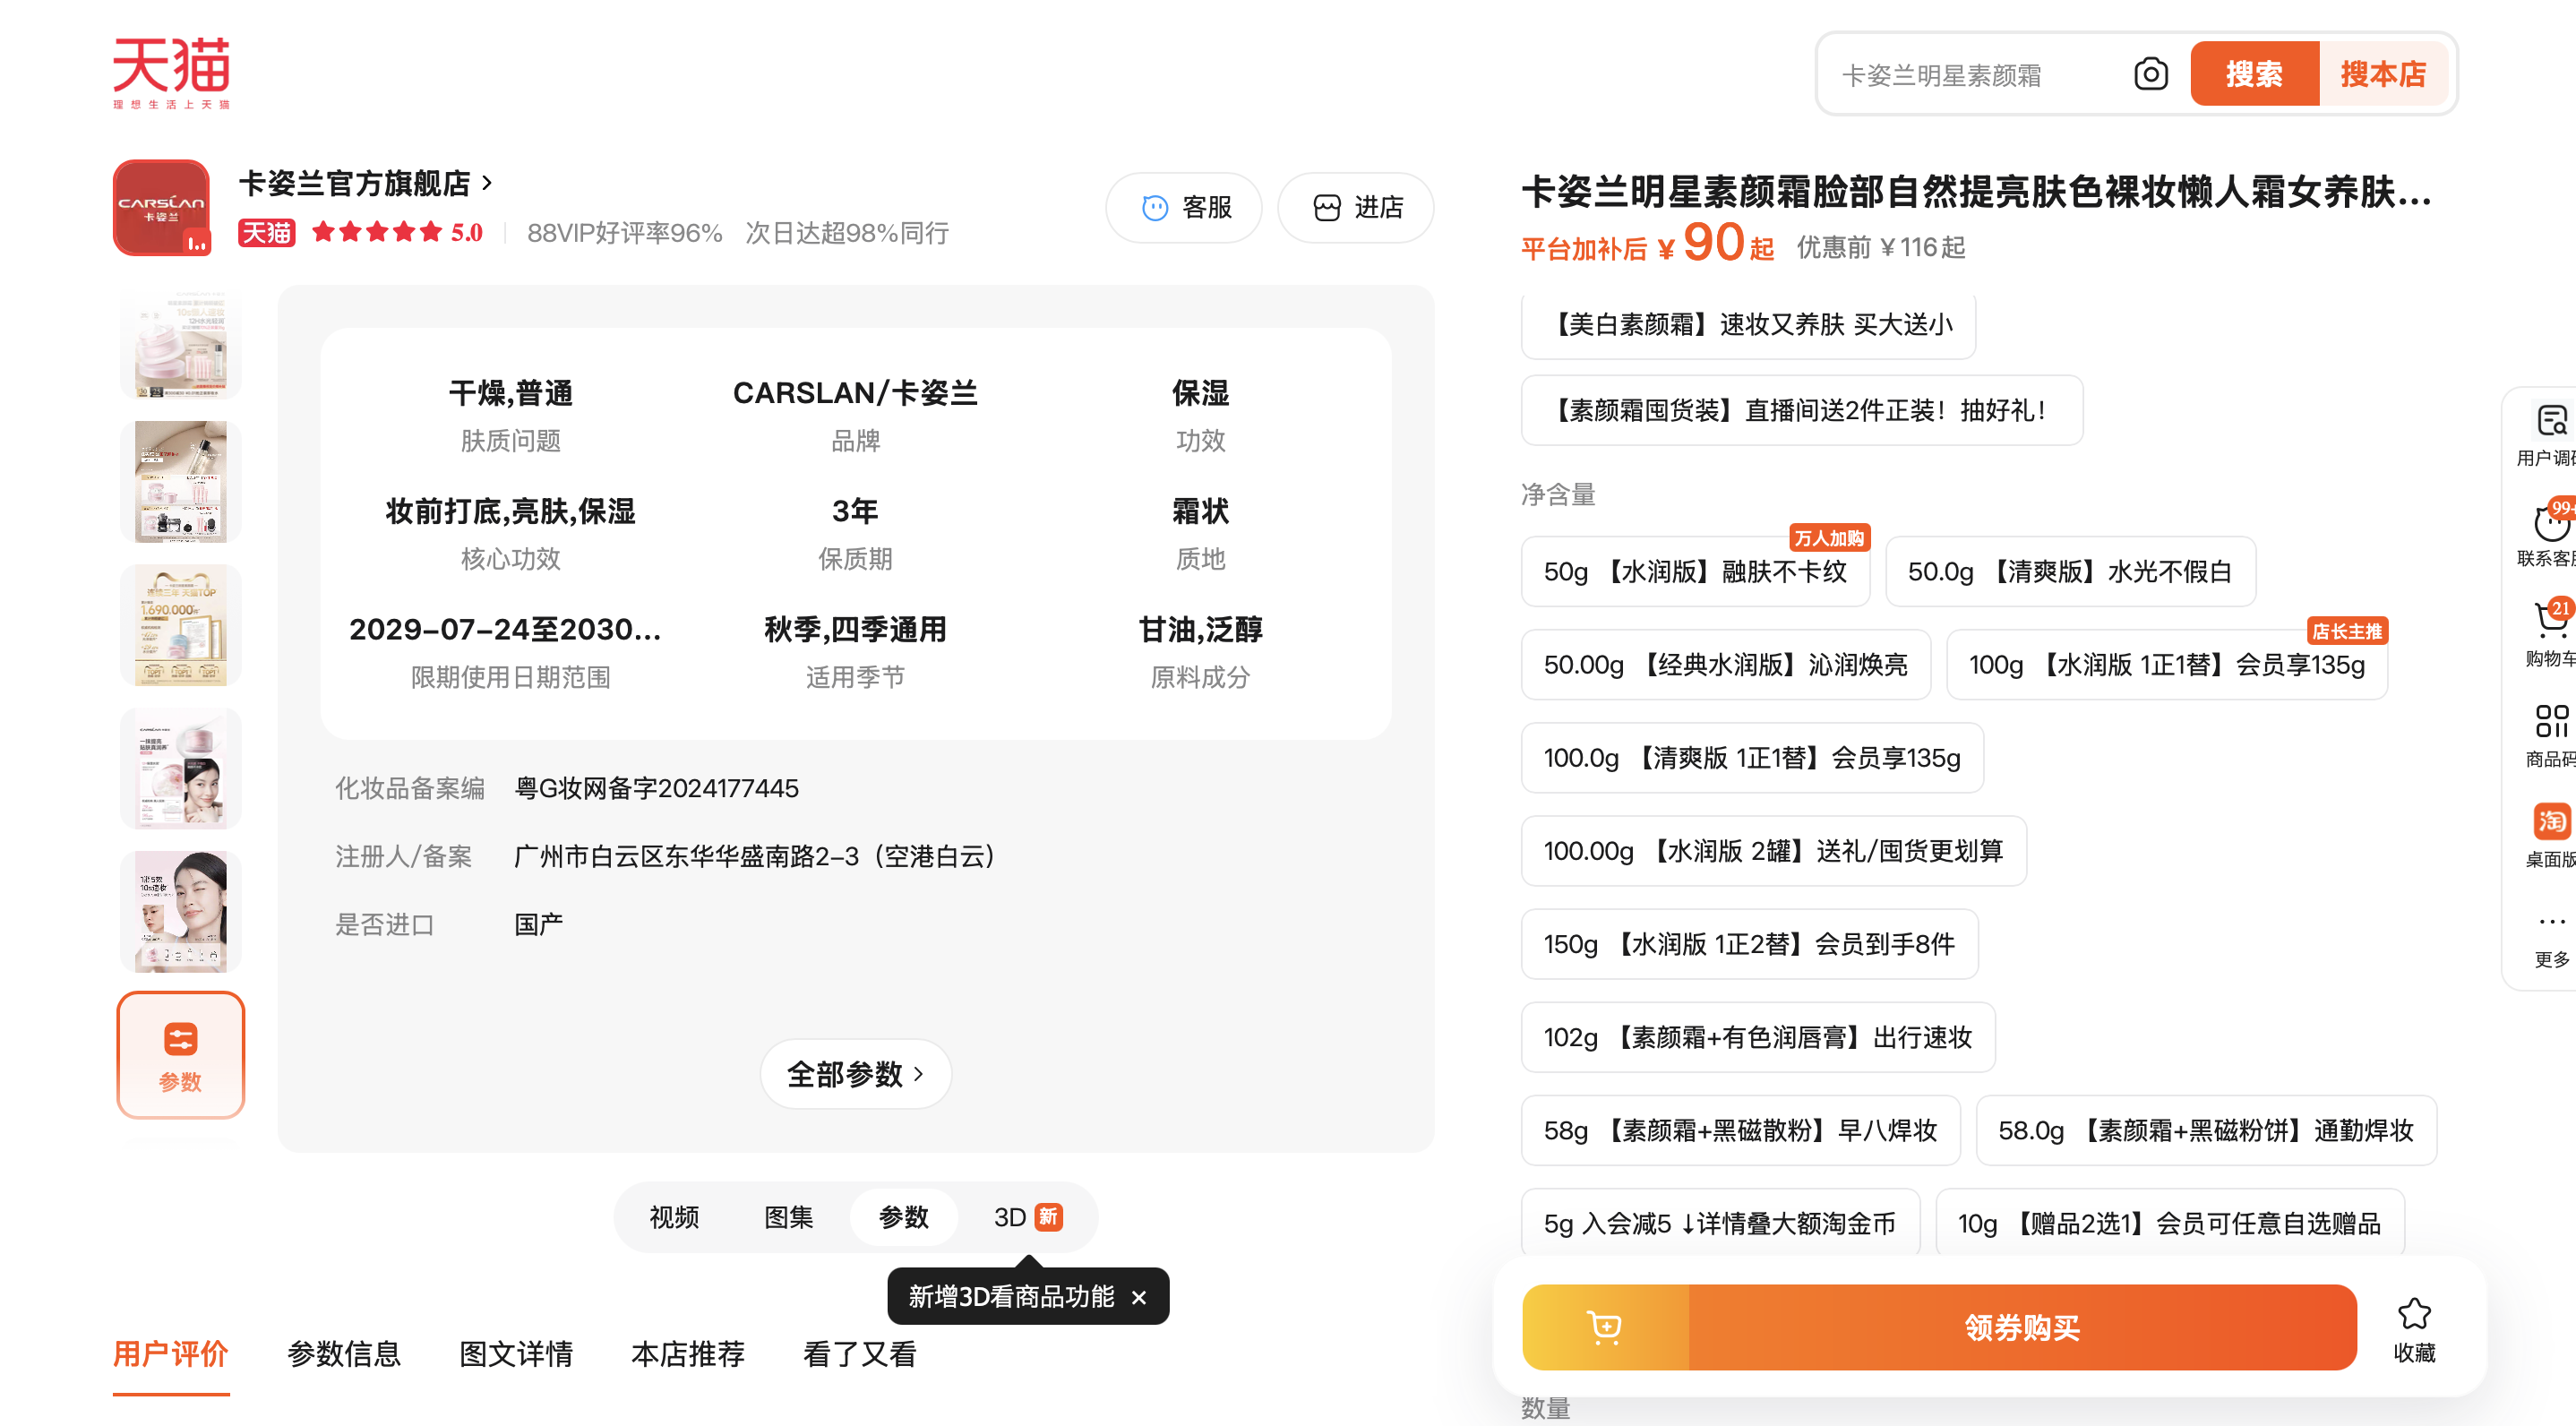 天猫
理想生活上天猫
卡姿兰明星素颜霜
搜索
搜本店
CARSLAN
卡姿兰
卡姿兰官方旗舰店 >
天猫 5.0 88VIP好评率96% 次日达超98%同行
客服
进店
卡姿兰明星素颜霜脸部自然提亮肤色裸妆懒人霜女养肤...
平台加补后 ¥90起 优惠前 ¥116起
干燥,普通
肤质问题
CARSLAN/卡姿兰
品牌
保湿
功效
妆前打底,亮肤,保湿
核心功效
3年
保质期
霜状
质地
2029-07-24至2030...
限期使用日期范围
秋季,四季通用
适用季节
甘油,泛醇
原料成分
化妆品备案编 粤G妆网备字2024177445
注册人/备案 广州市白云区东华华盛南路2-3（空港白云）
是否进口 国产
全部参数 >
参数
视频
图集
参数
3D 新
新增3D看商品功能 ×
用户评价
参数信息
图文详情
本店推荐
看了又看
【美白素颜霜】速妆又养肤 买大送小
【素颜霜囤货装】直播间送2件正装！抽好礼！
净含量
万人加购
50g 【水润版】融肤不卡纹
50.0g 【清爽版】水光不假白
店长主推
50.00g 【经典水润版】沁润焕亮
100g 【水润版 1正1替】会员享135g
100.0g 【清爽版 1正1替】会员享135g
100.00g 【水润版 2罐】送礼/囤货更划算
150g 【水润版 1正2替】会员到手8件
102g 【素颜霜+有色润唇膏】出行速妆
58g 【素颜霜+黑磁散粉】早八焊妆
58.0g 【素颜霜+黑磁粉饼】通勤焊妆
5g 入会减5 ↓详情叠大额淘金币
10g 【赠品2选1】会员可任意自选赠品
领券购买
收藏
数量
用户调
99+
联系客
21
购物车
商品码
淘
桌面版
更多